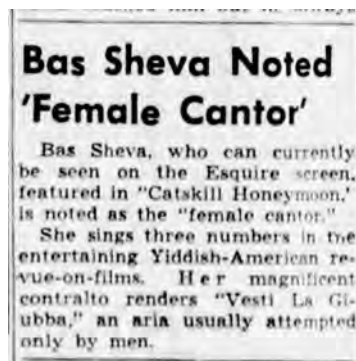 Bas Sheva Noted
'Female Cantor'
Bas Sheva, who can currently
be seen on the Esquire screen,
featured in "Catskill Honeymoon,'
is noted as the "female cantor."
She sings three numbers in the
entertaining Yiddish-American re-
vue-on-films. Her magnificent
contralto renders "Vesti La Gi-
ubba," an aria usually attempted
only by men.